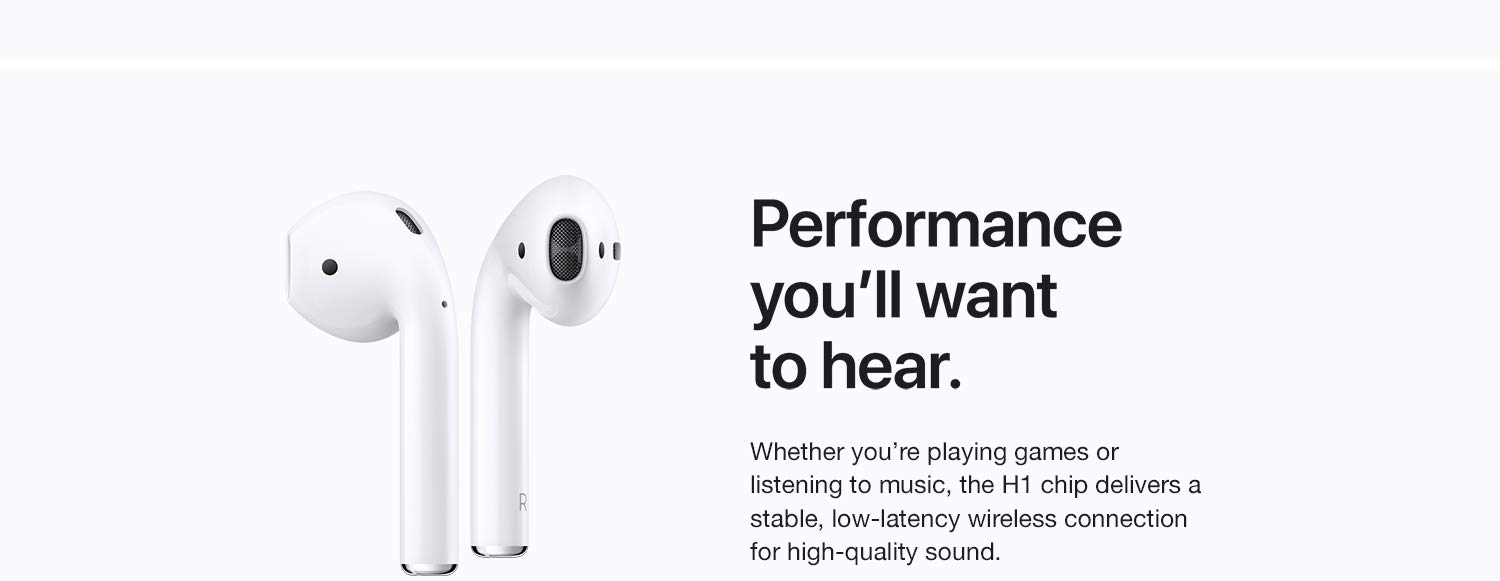 Performance
you’ll want
to hear.
Whether you’re playing games or
listening to music, the H1 chip delivers a
stable, low-latency wireless connection
for high-quality sound.
R